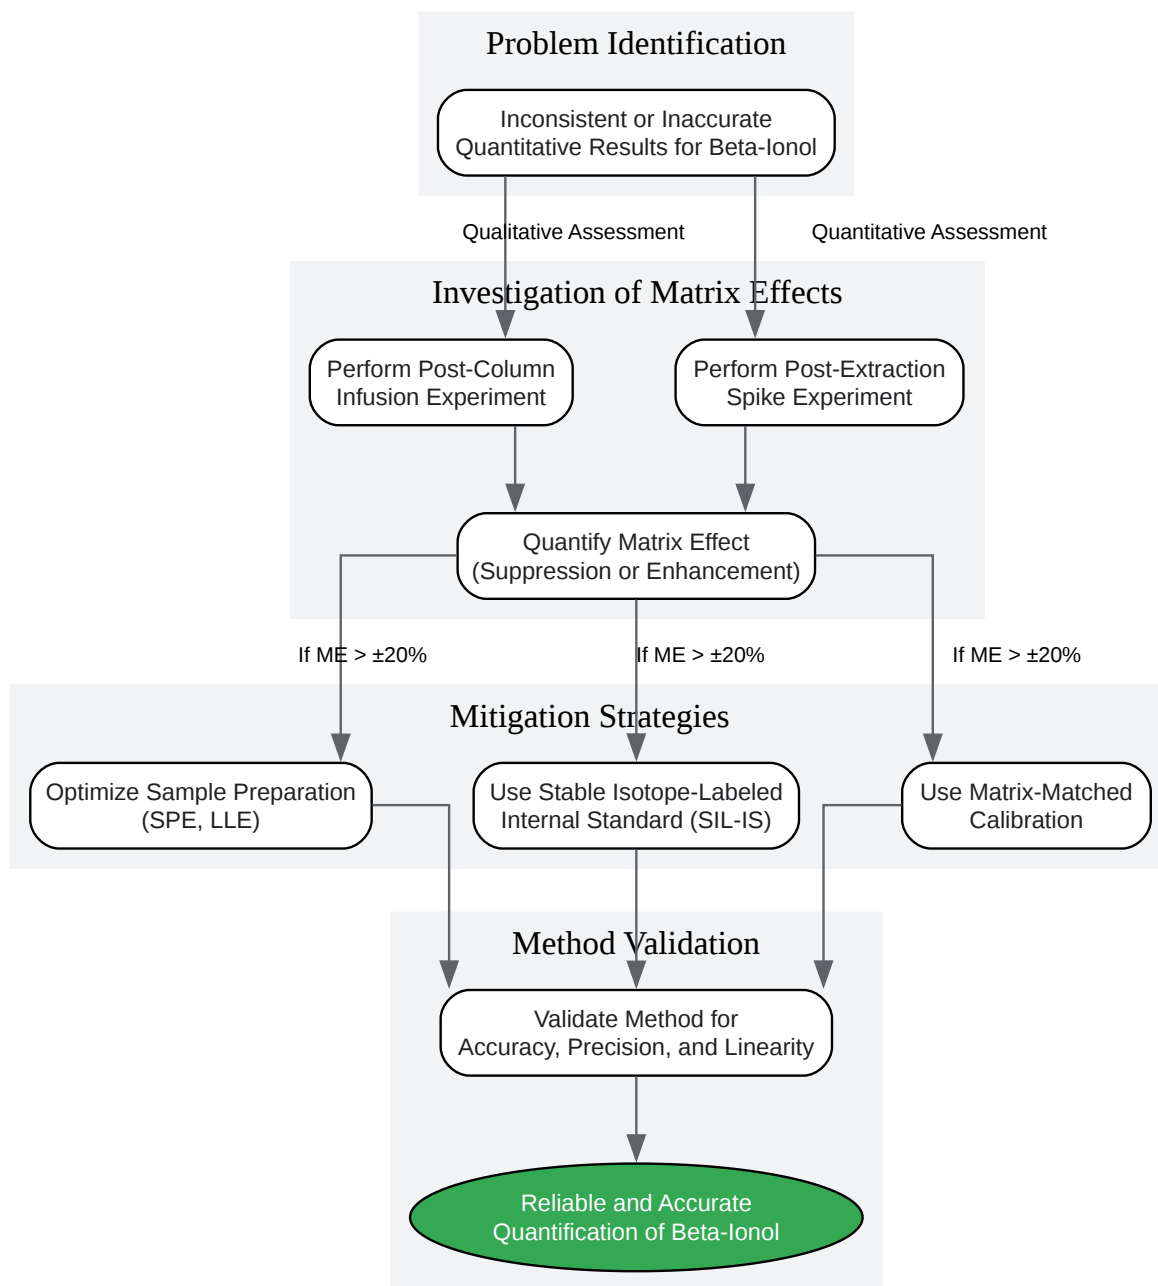 Problem Identification
Inconsistent or Inaccurate
Quantitative Results for Beta-Ionol
Qualitative Assessment
Quantitative Assessment
Investigation of Matrix Effects
Perform Post-Column
Infusion Experiment
Perform Post-Extraction
Spike Experiment
Quantify Matrix Effect
(Suppression or Enhancement)
If ME > ±20%
If ME > ±20%
If ME > ±20%
Mitigation Strategies
Optimize Sample Preparation
(SPE, LLE)
Use Stable Isotope-Labeled
Internal Standard (SIL-IS)
Use Matrix-Matched
Calibration
Method Validation
Validate Method for
Accuracy, Precision, and Linearity
Reliable and Accurate
Quantification of Beta-Ionol